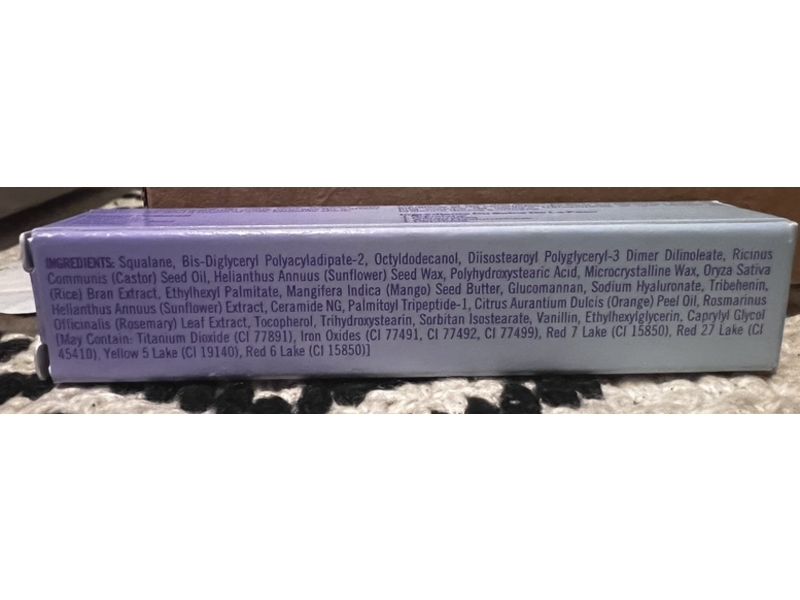 INGREDIENTS: Squalane, Bis-Diglyceryl Polyacyladipate-2, Octyldodecanol, Diisostearoyl Polyglyceryl-3 Dimer Dilinoleate, Ricinus
Communis (Castor) Seed Oil, Helianthus Annuus (Sunflower) Seed Wax, Polyhydroxystearic Acid, Microcrystalline Wax, Oryza Sativa
(Rice) Bran Extract, Ethylhexyl Palmitate, Mangifera Indica (Mango) Seed Butter, Glucomannan, Sodium Hyaluronate, Tribehenin,
Helianthus Annuus (Sunflower) Extract, Ceramide NG, Palmitoyl Tripeptide-1, Citrus Aurantium Dulcis (Orange) Peel Oil, Rosmarinus
Officinalis (Rosemary) Leaf Extract, Tocopherol, Trihydroxystearin, Sorbitan Isostearate, Vanillin, Ethylhexylglycerin. Caprylyl Glycol
[May Contain: Titanium Dioxide (CI 77891), Iron Oxides (CI 77491, CI 77492, CI 77499), Red 7 Lake (CI 15850), Red 27 Lake (CI
45410), Yellow 5 Lake (CI 19140), Red 6 Lake (CI 15850)]